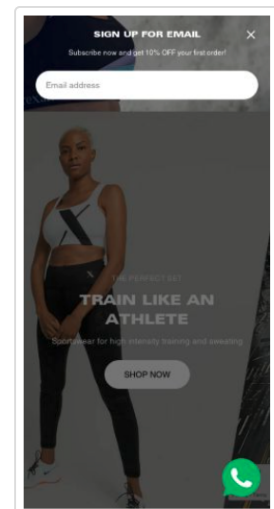 SIGN UP FOR EMAIL
Subscribe now and get 10% OFF your first order!
Email address
THE PERFECT KIT
TRAIN LIKE AN
ATHLETE
Sportswear for high intensity training and sweating
SHOP NOW